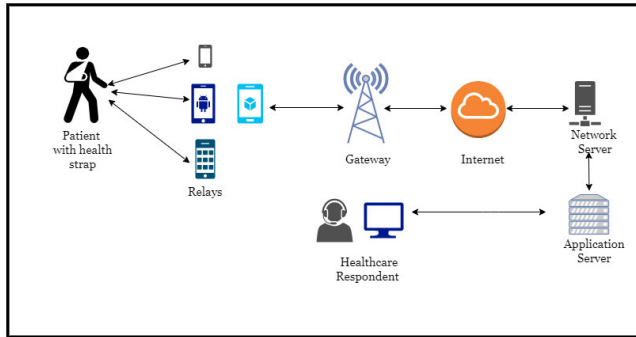 Patient
with health
strap
Relays
Gateway
Internet
Network
Server
Healthcare
Respondent
Application
Server